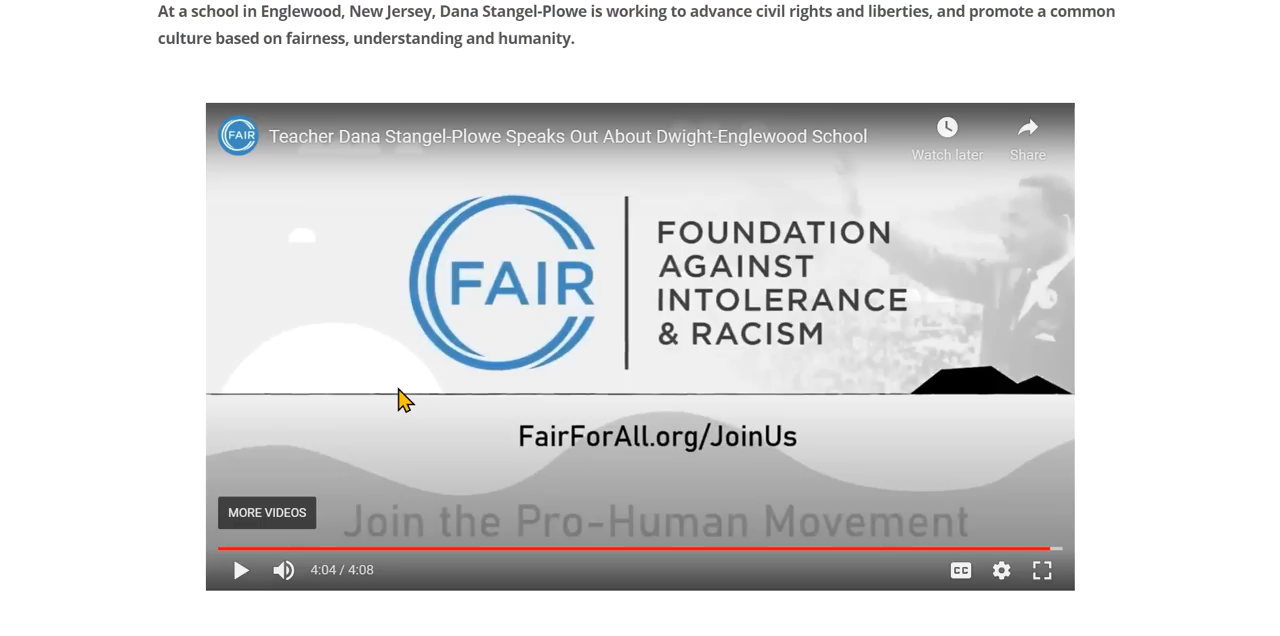 At a school in Englewood, New Jersey, Dana Stangel-Plowe is working to advance civil rights and liberties, and promote a common
culture based on fairness, understanding and humanity.
FAIR
Teacher Dana Stangel-Plowe Speaks Out About Dwight-Englewood School
Watch later
Share
FAIR
FOUNDATION
AGAINST
INTOLERANCE
& RACISM
FairForAll.org/JoinUs
MORE VIDEOS
Join the Pro-Human Movement
4:04 / 4:08
CC